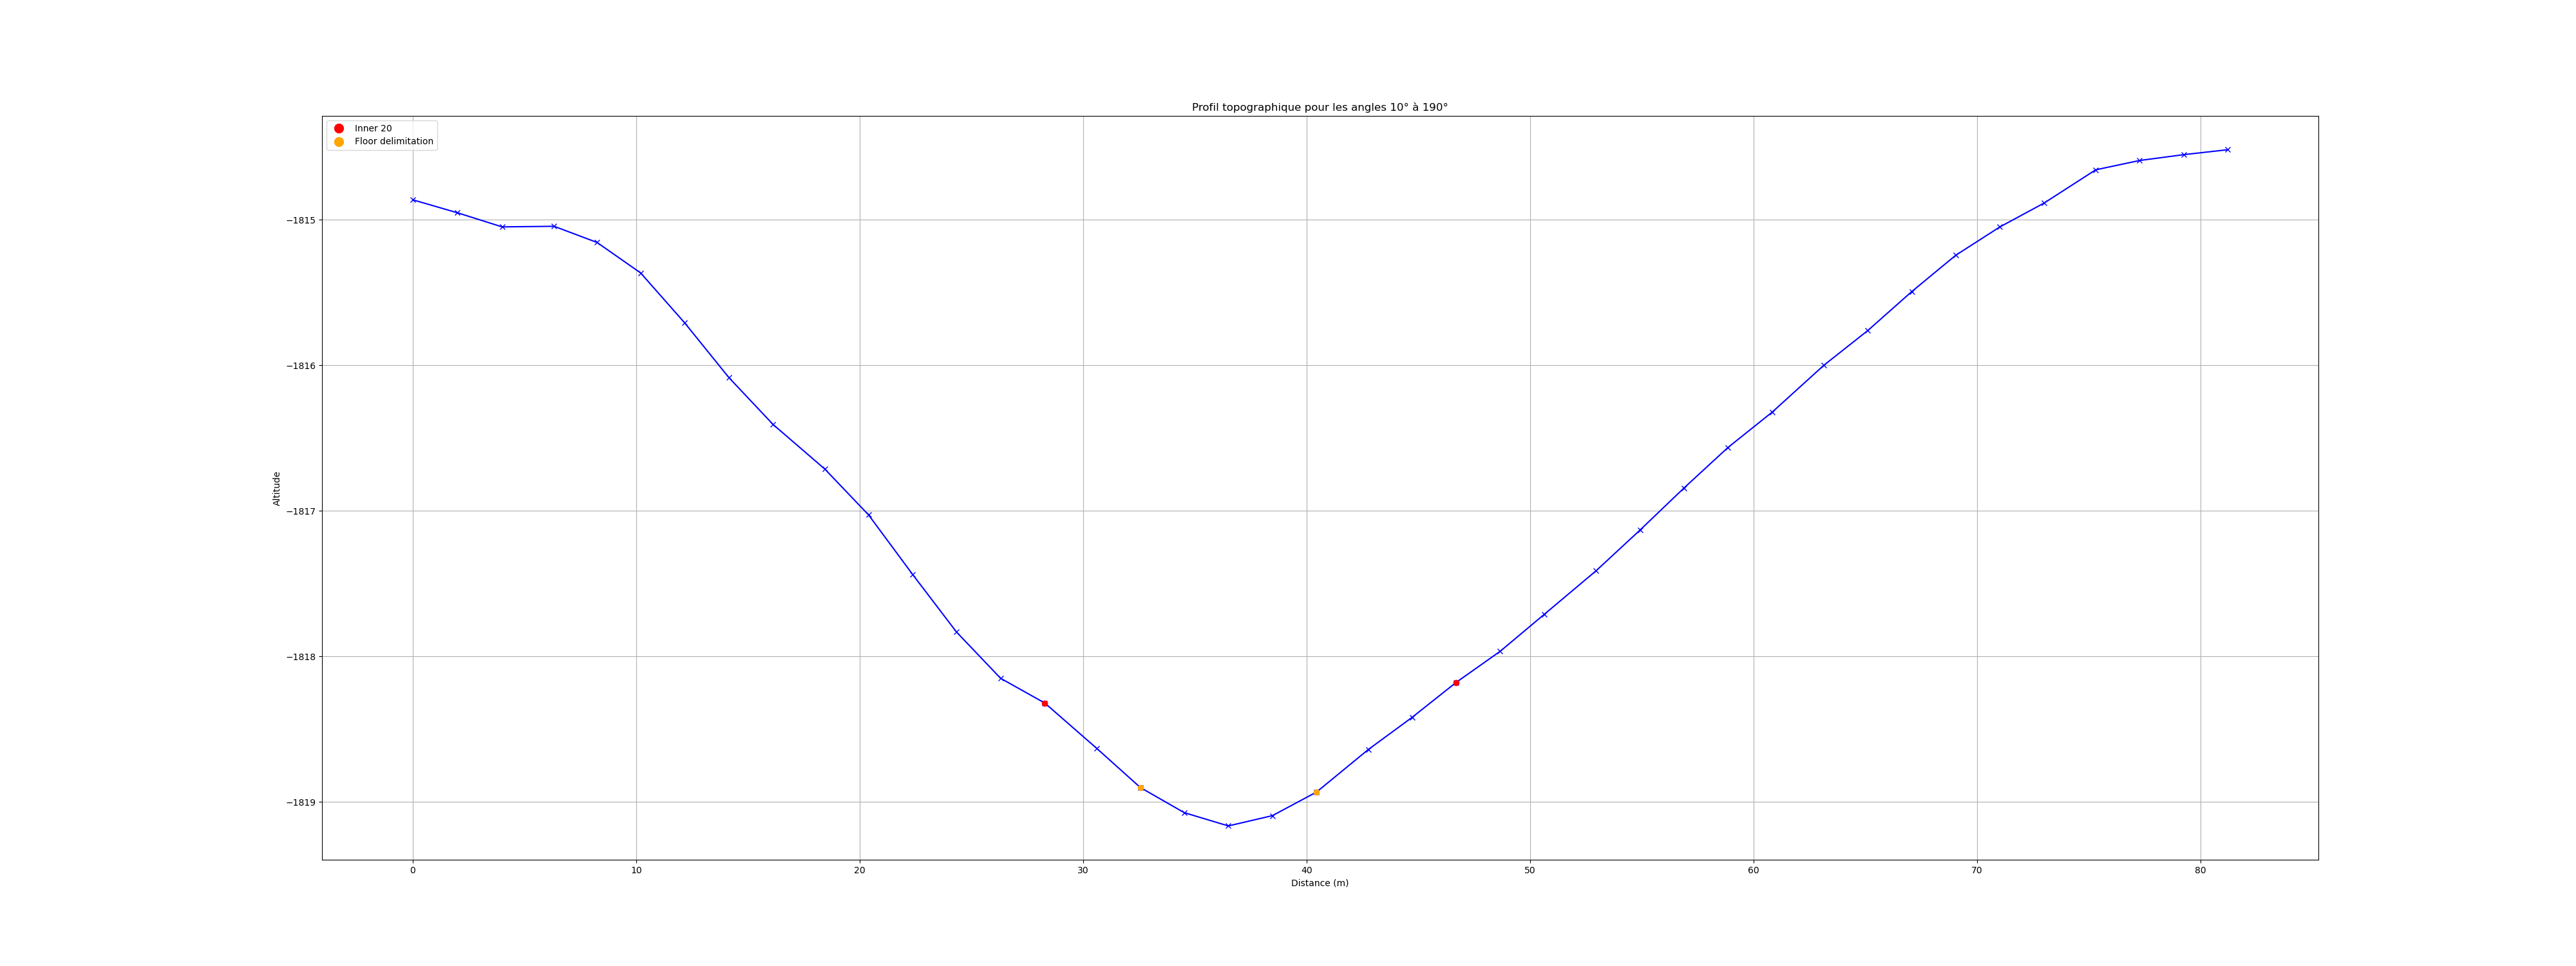 Profil topographique pour les angles 10° à 190°
Inner 20
Floor delimitation
Altitude
−1815
−1816
−1817
−1818
−1819
0 10 20 30 40 50 60 70 80
Distance (m)